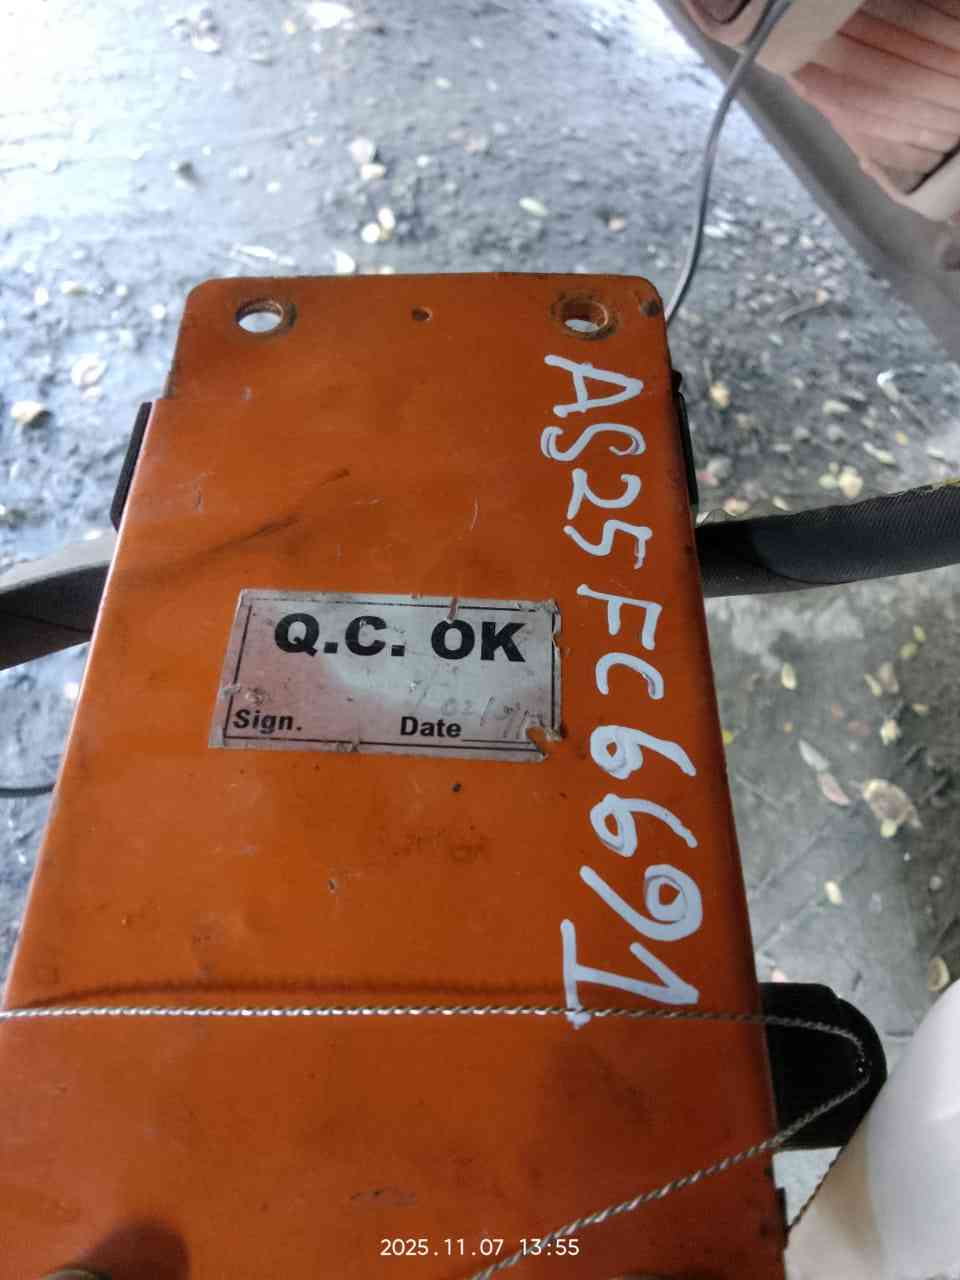 AS25FC6691
Q.C. OK
Sign.
Date
2025.11.07 13:55